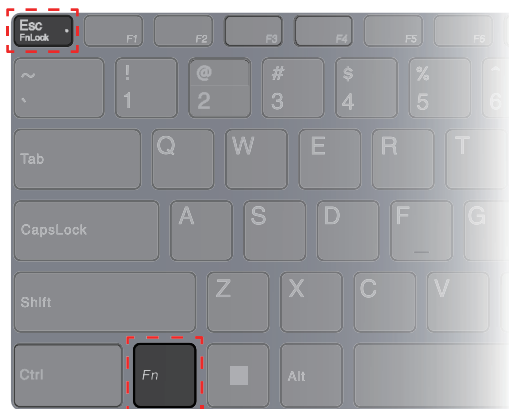 Esc
FnLock
F1
F2
F3
F4
F5
F6
~
`
!
1
@
2
#
3
$
4
%
5
^
6
Tab
Q
W
E
R
T
CapsLock
A
S
D
F
G
Shift
Z
X
C
V
Ctrl
Fn
Alt